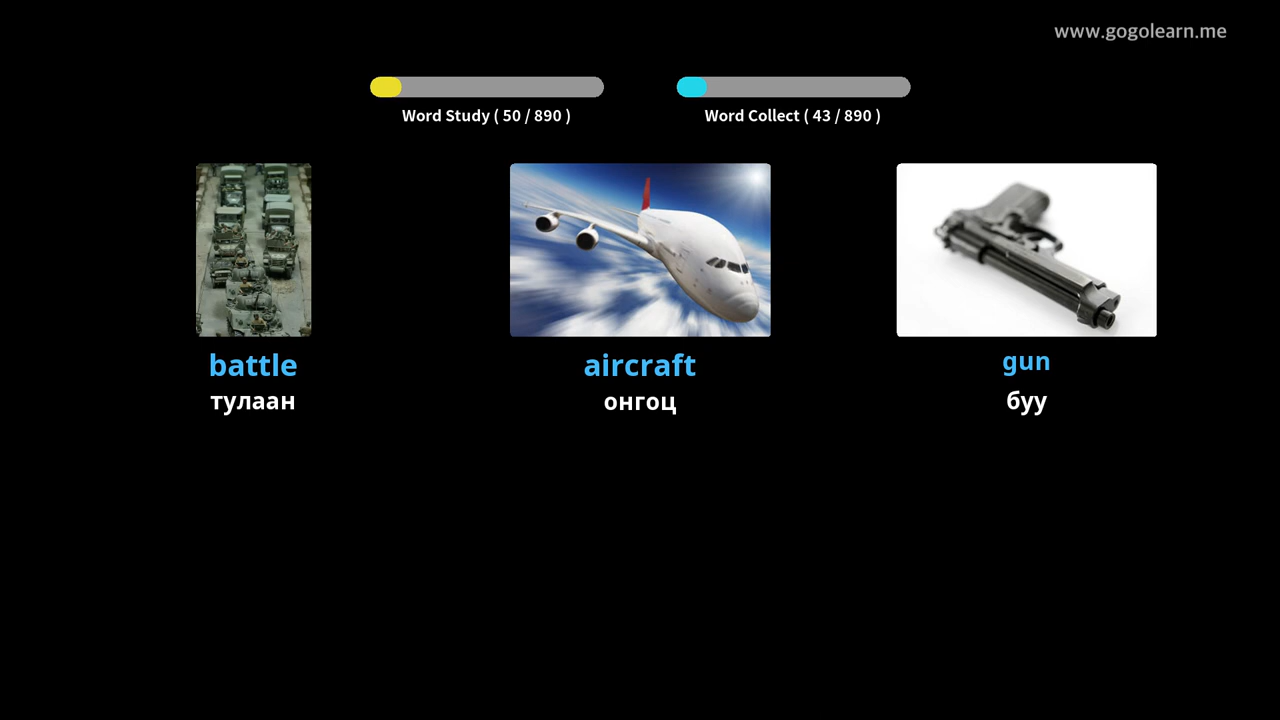 www.gogolearn.me
Word Study ( 50 / 890 )
Word Collect ( 43 / 890 )
battle
тулаан
aircraft
онгоц
gun
буу